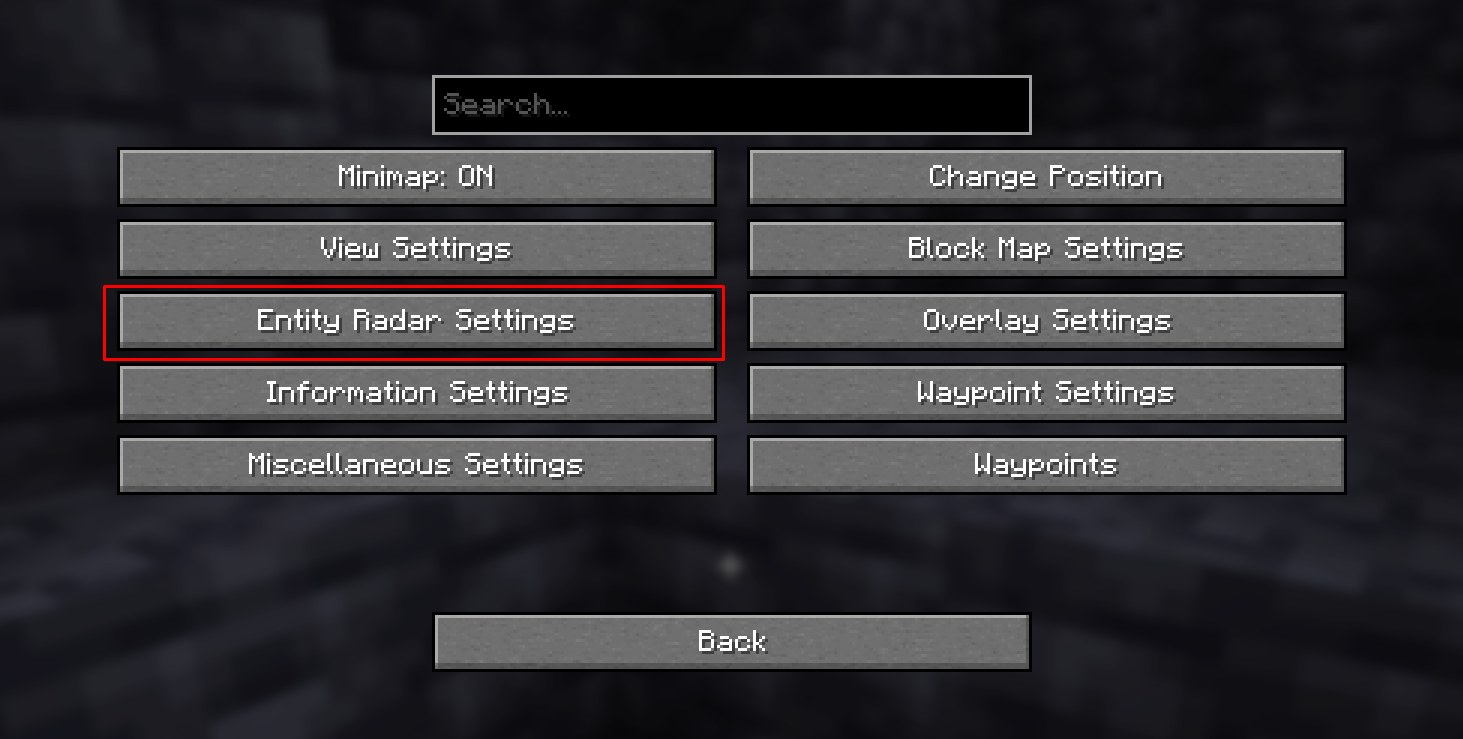 Search...
Minimap: ON
Change Position
View Settings
Block Map Settings
Entity Radar Settings
Overlay Settings
Information Settings
Waypoint Settings
Miscellaneous Settings
Waypoints
Back